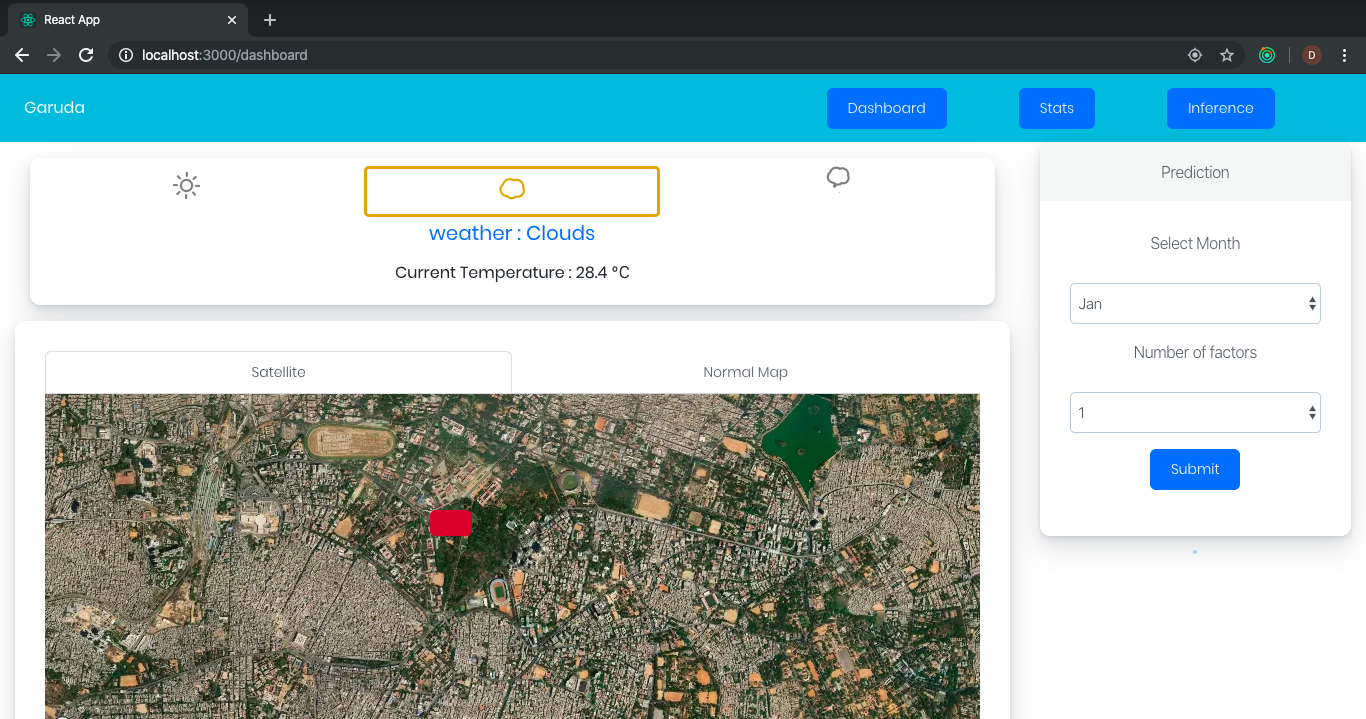 React App
localhost:3000/dashboard
D
Garuda
Dashboard
Stats
Inference
weather : Clouds
Current Temperature : 28.4 °C
Satellite
Normal Map
Prediction
Select Month
Jan
Number of factors
1
Submit